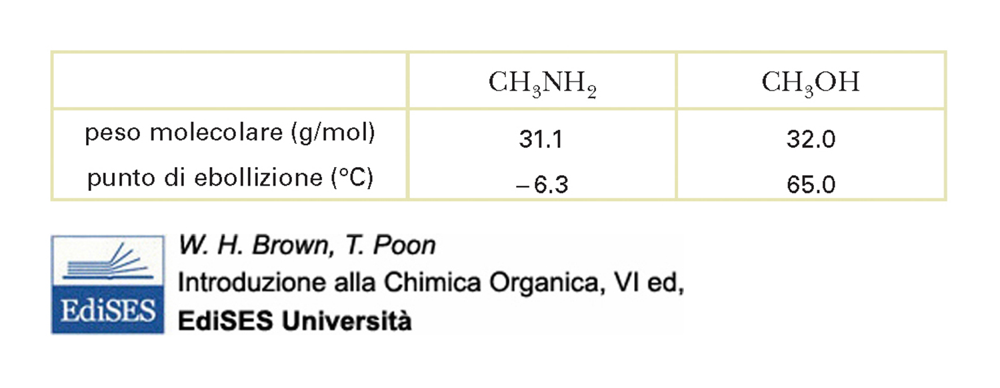 CH₃NH₂ CH₃OH
peso molecolare (g/mol) 31.1 32.0
punto di ebollizione (°C) –6.3 65.0
W. H. Brown, T. Poon
Introduzione alla Chimica Organica, VI ed,
EdiSES
EdiSES Università